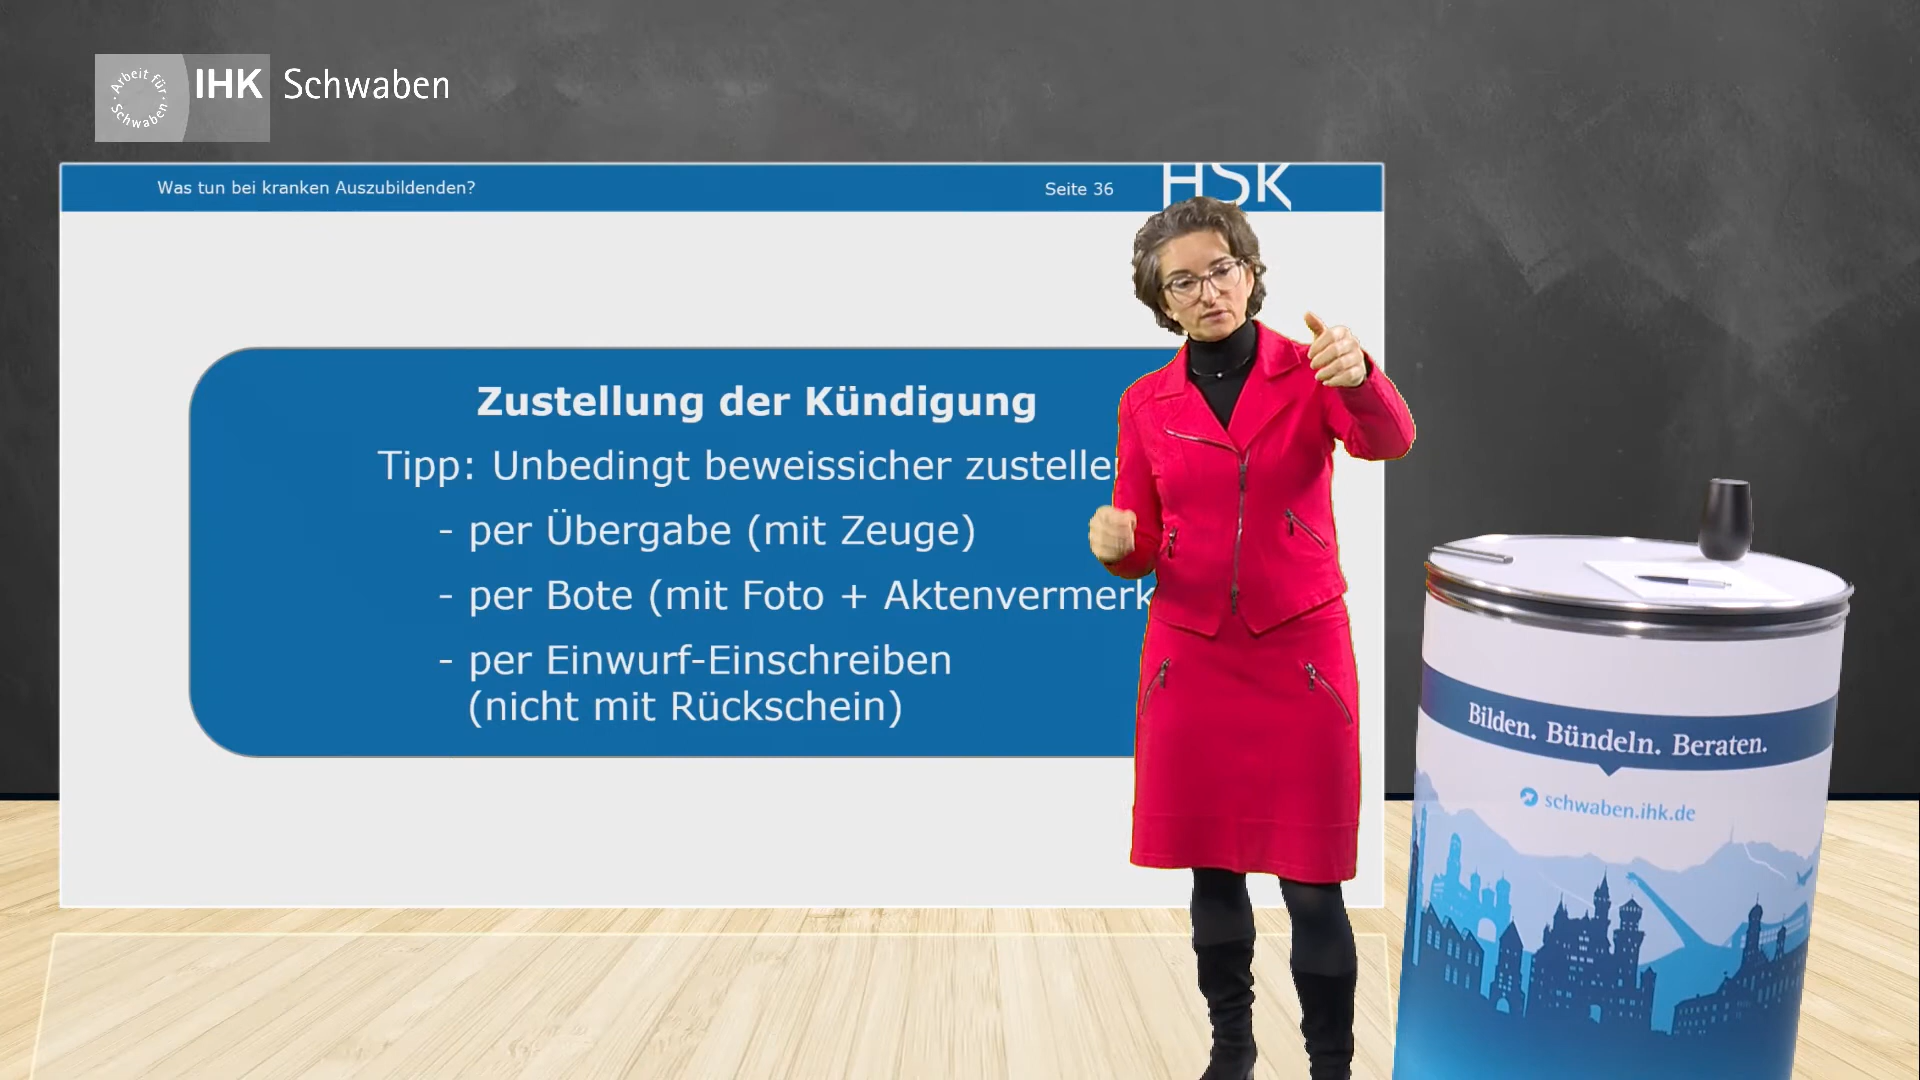 Arbeit für Schwaben
IHK Schwaben
Was tun bei kranken Auszubildenden?
Seite 36
HSK
Zustellung der Kündigung
Tipp: Unbedingt beweissicher zustelle
- per Übergabe (mit Zeuge)
- per Bote (mit Foto + Aktenvermerk
- per Einwurf-Einschreiben
(nicht mit Rückschein)
Bilden. Bündeln. Beraten.
schwaben.ihk.de